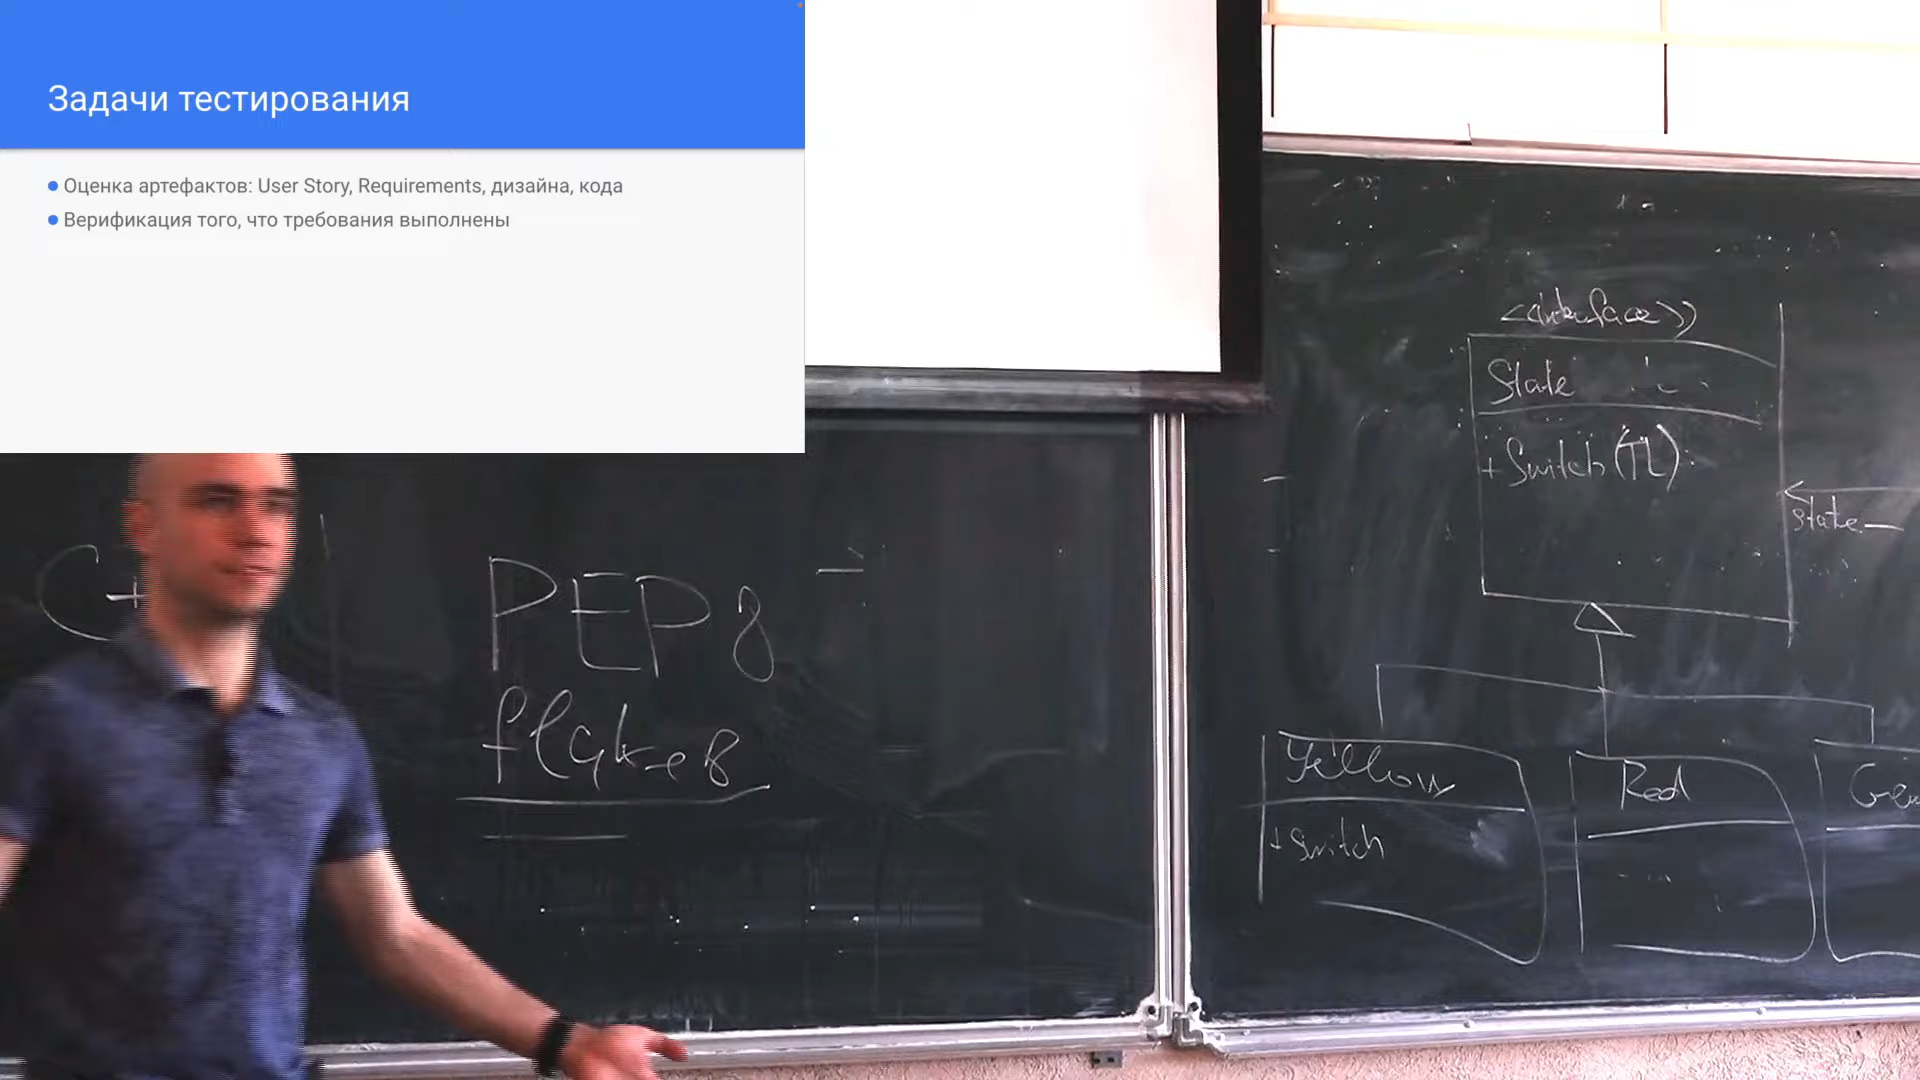 Задачи тестирования
Оценка артефактов: User Story, Requirements, дизайна, кода
Верификация того, что требования выполнены
C+
PEP8
flake8
<<interface>>
State
+Switch(TL)
state
Yellow
+Switch
Red